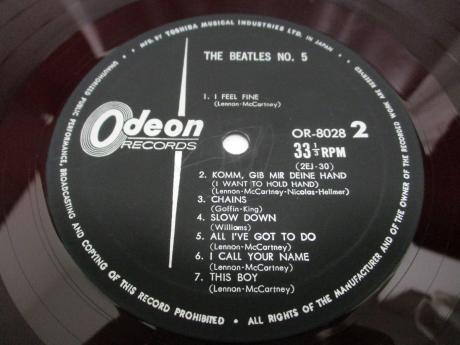 MFG. BY TOSHIBA MUSICAL INDUSTRIES LTD. IN JAPAN.
THE BEATLES NO. 5
1. I FEEL FINE
(Lennon-McCartney)
Odeon
RECORDS
OR-8028 2
33 1/3 RPM
(2EJ-30)
2. KOMM, GIB MIR DEINE HAND
(I WANT TO HOLD HAND)
(Lennon-McCartney-Nicolas-Hellmer)
3. CHAINS
(Goffin-King)
4. SLOW DOWN
(Williams)
5. ALL I'VE GOT TO DO
(Lennon-McCartney)
6. I CALL YOUR NAME
(Lennon-McCartney)
7. THIS BOY
(Lennon-McCartney)
UNAUTHORIZED PUBLIC PERFORMANCE, BROADCASTING AND COPYING OF THIS RECORD PROHIBITED • ALL RIGHTS OF THE MANUFACTURER AND OF THE OWNER OF THE RECORDED WORK ARE RESERVED